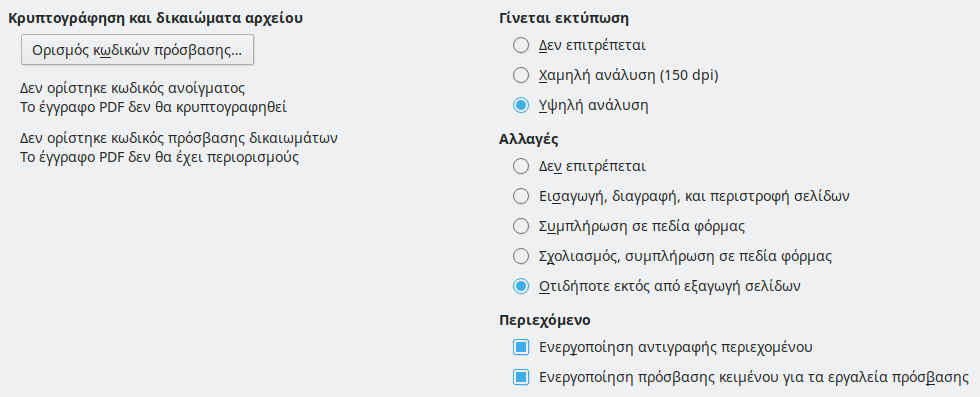 Κρυπτογράφηση και δικαιώματα αρχείου
Ορισμός κωδικών πρόσβασης...
Δεν ορίστηκε κωδικός ανοίγματος
Το έγγραφο PDF δεν θα κρυπτογραφηθεί
Δεν ορίστηκε κωδικός πρόσβασης δικαιωμάτων
Το έγγραφο PDF δεν θα έχει περιορισμούς
Γίνεται εκτύπωση
Δεν επιτρέπεται
Χαμηλή ανάλυση (150 dpi)
Υψηλή ανάλυση
Αλλαγές
Δεν επιτρέπεται
Εισαγωγή, διαγραφή, και περιστροφή σελίδων
Συμπλήρωση σε πεδία φόρμας
Σχολιασμός, συμπλήρωση σε πεδία φόρμας
Οτιδήποτε εκτός από εξαγωγή σελίδων
Περιεχόμενο
Ενεργοποίηση αντιγραφής περιεχομένου
Ενεργοποίηση πρόσβασης κειμένου για τα εργαλεία πρόσβασης